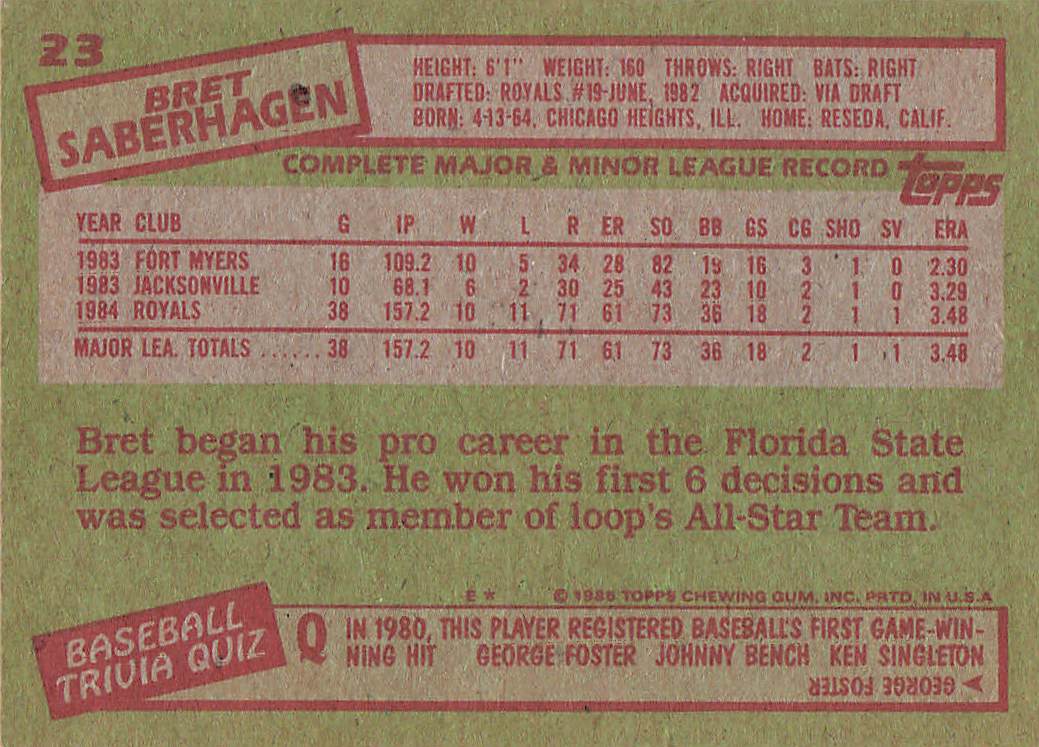 23
BRET
SABERHAGEN
HEIGHT: 6'1" WEIGHT: 160 THROWS: RIGHT BATS: RIGHT
DRAFTED: ROYALS #19-JUNE, 1982 ACQUIRED: VIA DRAFT
BORN: 4-13-64, CHICAGO HEIGHTS, ILL. HOME: RESEDA, CALIF.
COMPLETE MAJOR & MINOR LEAGUE RECORD topps
YEAR CLUB G IP W L R ER SO BB GS CG SHO SV ERA
1983 FORT MYERS 16 109.2 10 5 34 28 82 19 16 3 1 0 2.30
1983 JACKSONVILLE 10 68.1 6 2 30 25 43 23 10 2 1 0 3.29
1984 ROYALS 38 157.2 10 11 71 61 73 36 18 2 1 1 3.48
MAJOR LEA. TOTALS ...... 38 157.2 10 11 71 61 73 36 18 2 1 1 3.48
Bret began his pro career in the Florida State
League in 1983. He won his first 6 decisions and
was selected as member of loop's All-Star Team.
E* © 1985 TOPPS CHEWING GUM, INC. PRTD. IN U.S.A
BASEBALL
TRIVIA QUIZ
Q IN 1980, THIS PLAYER REGISTERED BASEBALL'S FIRST GAME-WIN-
NING HIT GEORGE FOSTER JOHNNY BENCH KEN SINGLETON
GEORGE FOSTER